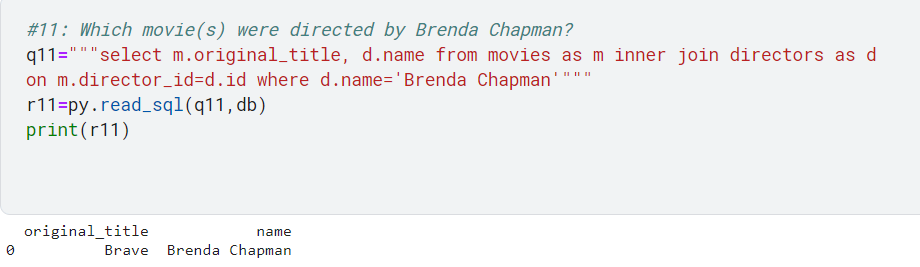 #11: Which movie(s) were directed by Brenda Chapman?
q11="""select m.original_title, d.name from movies as m inner join directors as d
on m.director_id=d.id where d.name='Brenda Chapman'"""
r11=py.read_sql(q11,db)
print(r11)
original_title name
0 Brave Brenda Chapman